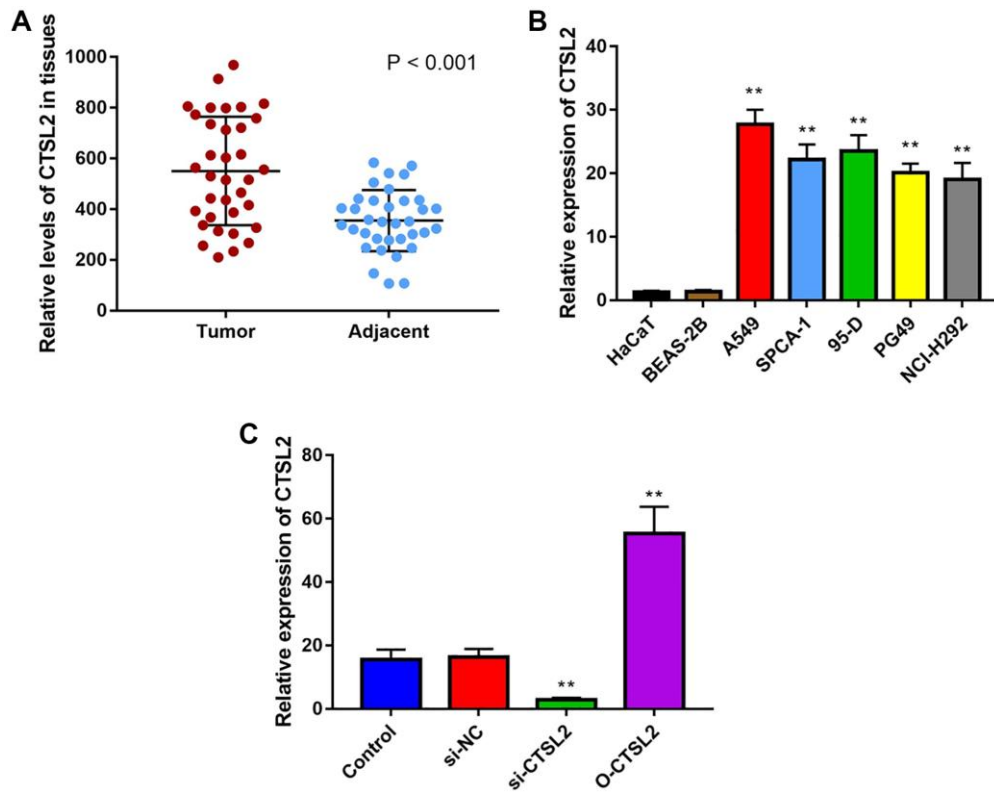 A
Relative levels of CTSL2 in tissues
P < 0.001
1000
800
600
400
200
0
Tumor
Adjacent
B
Relative expression of CTSL2
40
30
20
10
0
**
**
**
**
**
HaCaT
BEAS-2B
A549
SPCA-1
95-D
PG49
NCI-H292
C
Relative expression of CTSL2
80
60
40
20
0
**
**
Control
si-NC
si-CTSL2
O-CTSL2